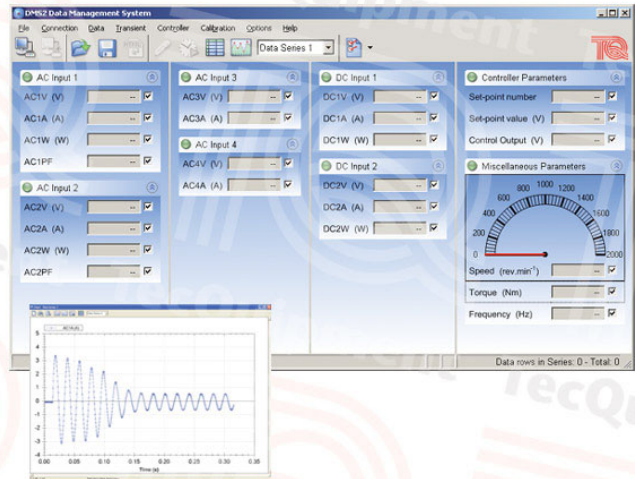 DMS2 Data Management System
File Connection Data Transient Controller Calibration Options Help
Data Series 1
TQ
AC Input 1
AC1V (V) --
AC1A (A) --
AC1W (W) --
AC1PF --
AC Input 2
AC2V (V) --
AC2A (A) --
AC2W (W) --
AC2PF --
AC Input 3
AC3V (V) --
AC3A (A) --
AC Input 4
AC4V (V) --
AC4A (A) --
DC Input 1
DC1V (V) --
DC1A (A) --
DC1W (W) --
DC Input 2
DC2V (V) --
DC2A (A) --
DC2W (W) --
Controller Parameters
Set-point number --
Set-point value (V) --
Control Output (V) --
Miscellaneous Parameters
0 200 400 600 800 1000 1200 1400 1600 1800 2000
Speed (rev.min⁻¹) --
Torque (Nm) --
Frequency (Hz) --
Data rows in Series: 0 - Total: 0
5
4
3
2
1
0
-1
-2
-3
-4
0.00 0.05 0.10 0.15 0.20 0.25 0.30 0.35
Time (s)
TecQuipment